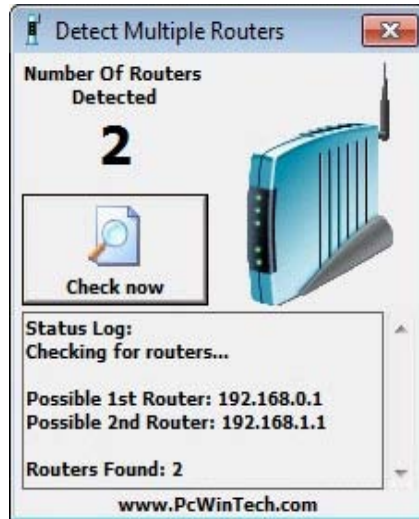 Detect Multiple Routers
Number Of Routers
Detected
2
Check now
Status Log:
Checking for routers...
Possible 1st Router: 192.168.0.1
Possible 2nd Router: 192.168.1.1
Routers Found: 2
www.PcWinTech.com